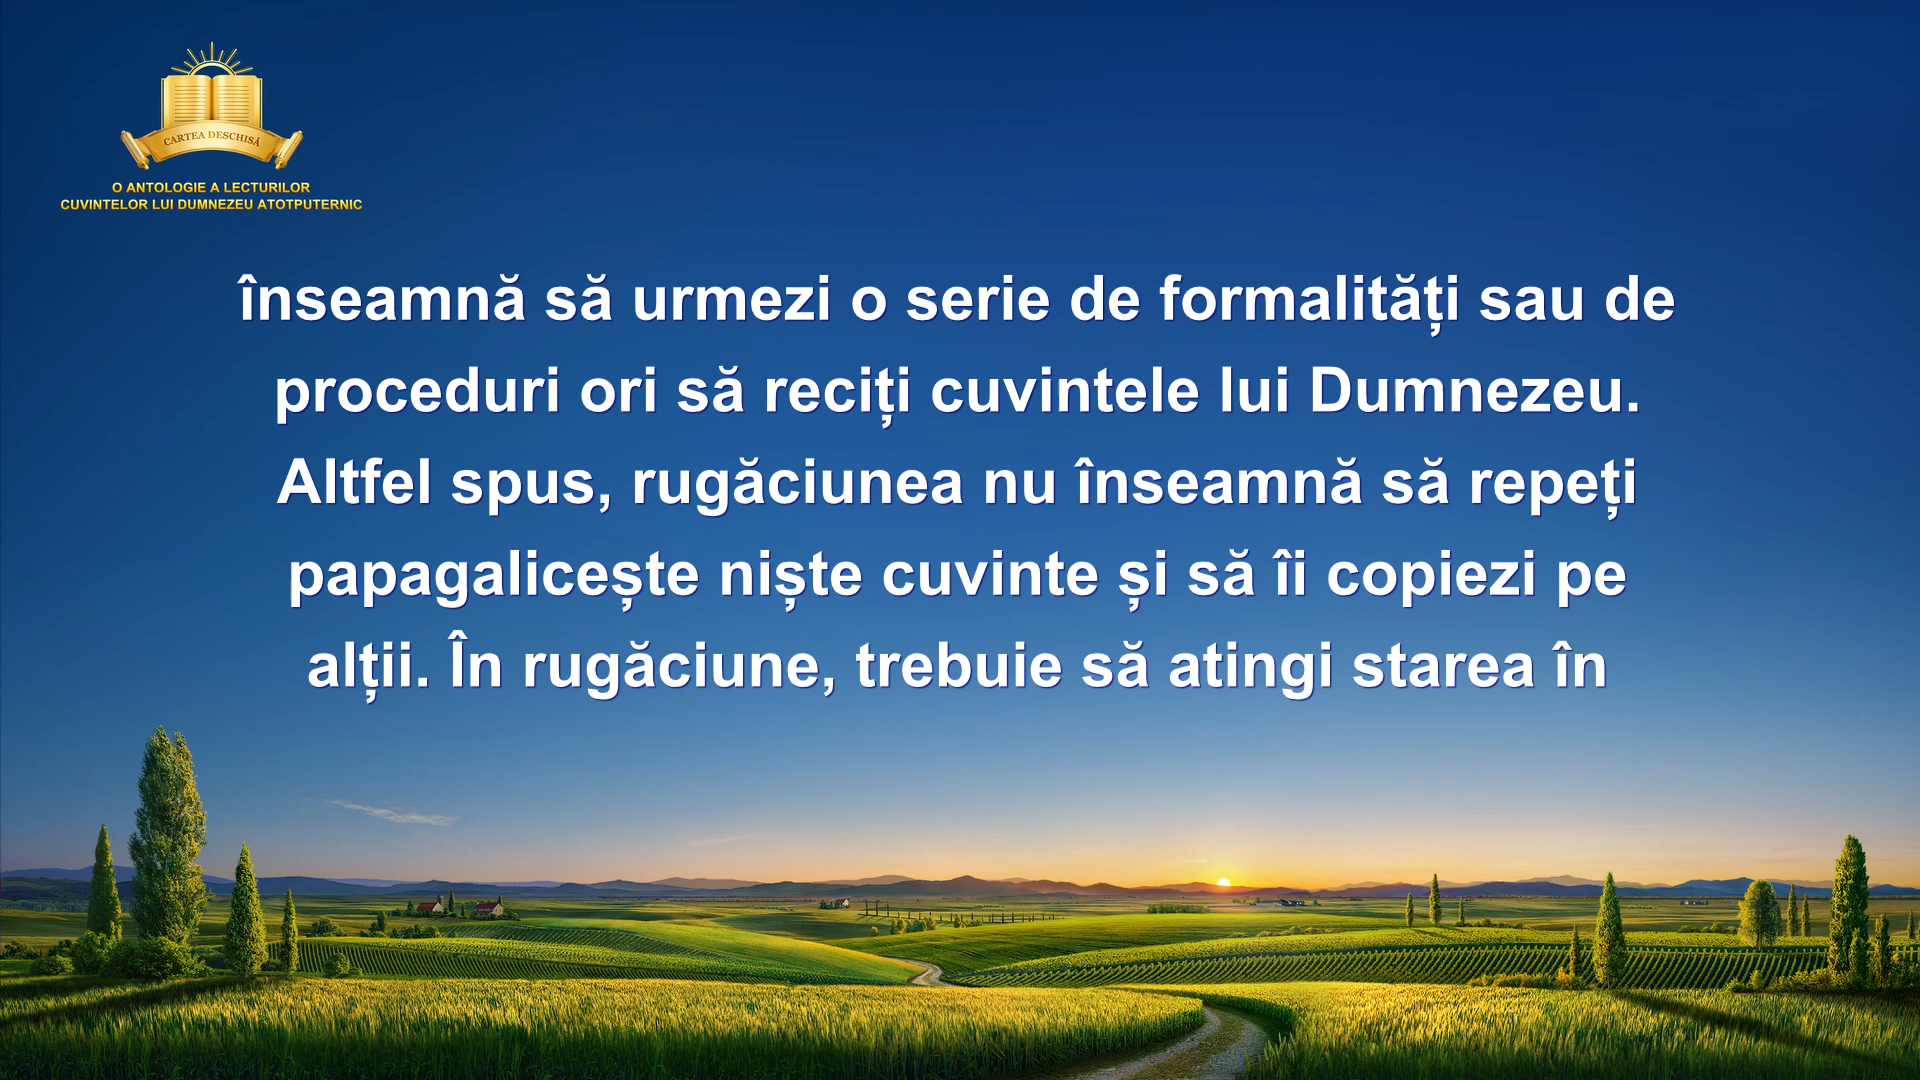 CARTEA DESCHISĂ
O ANTOLOGIE A LECTURILOR
CUVINTELOR LUI DUMNEZEU ATOTPUTERNIC
înseamnă să urmezi o serie de formalități sau de
proceduri ori să reciți cuvintele lui Dumnezeu.
Altfel spus, rugăciunea nu înseamnă să repeți
papagalicește niște cuvinte și să îi copiezi pe
alții. În rugăciune, trebuie să atingi starea în